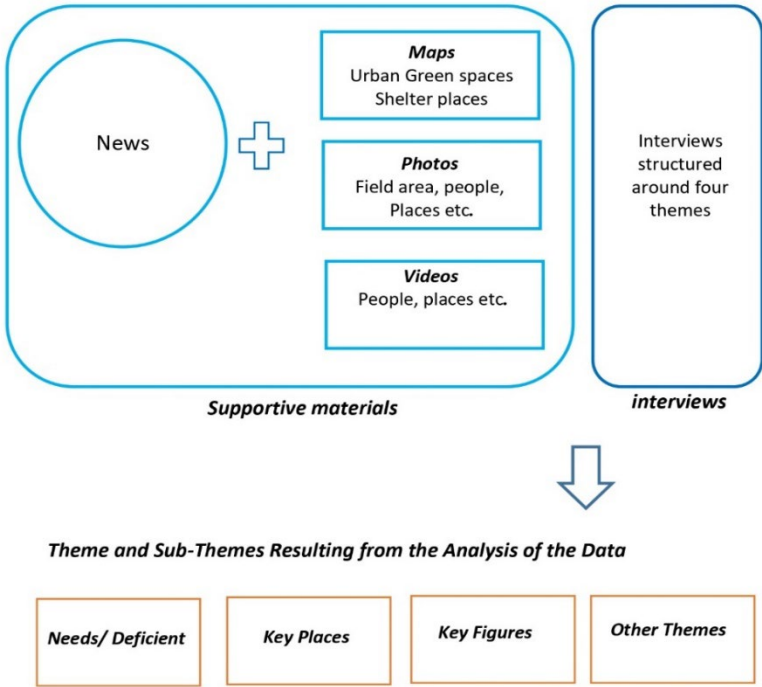 News
Maps
Urban Green spaces
Shelter places
Photos
Field area, people,
Places etc.
Videos
People, places etc.
Supportive materials
Interviews
structured
around four
themes
interviews
Theme and Sub-Themes Resulting from the Analysis of the Data
Needs/ Deficient
Key Places
Key Figures
Other Themes